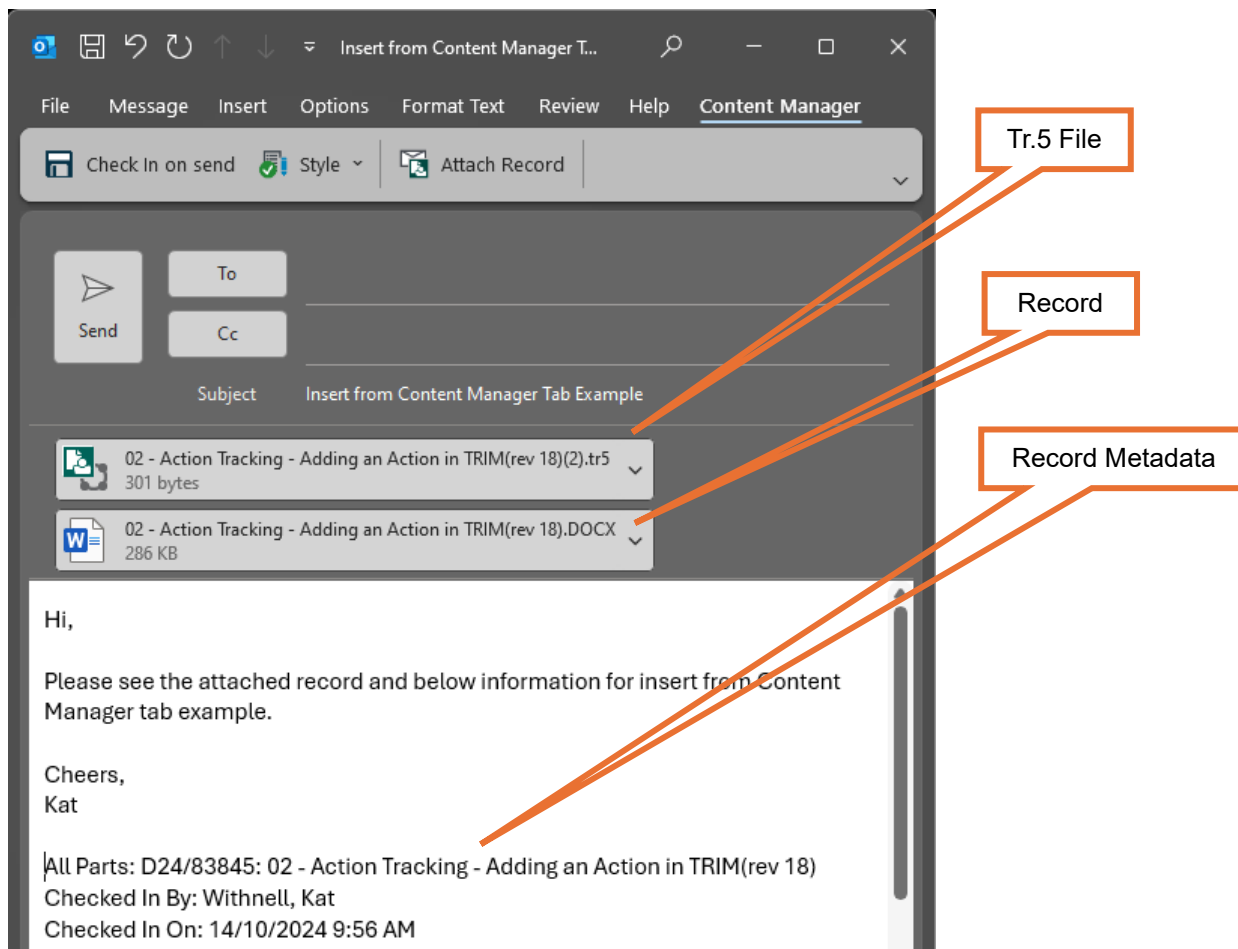 Insert from Content Manager T...
File Message Insert Options Format Text Review Help Content Manager
Check In on send Style Attach Record
Tr.5 File
To
Send
Cc
Record
Subject Insert from Content Manager Tab Example
02 - Action Tracking - Adding an Action in TRIM(rev 18)(2).tr5
301 bytes
Record Metadata
02 - Action Tracking - Adding an Action in TRIM(rev 18).DOCX
286 KB
Hi,
Please see the attached record and below information for insert from Content
Manager tab example.
Cheers,
Kat
All Parts: D24/83845: 02 - Action Tracking - Adding an Action in TRIM(rev 18)
Checked In By: Withnell, Kat
Checked In On: 14/10/2024 9:56 AM